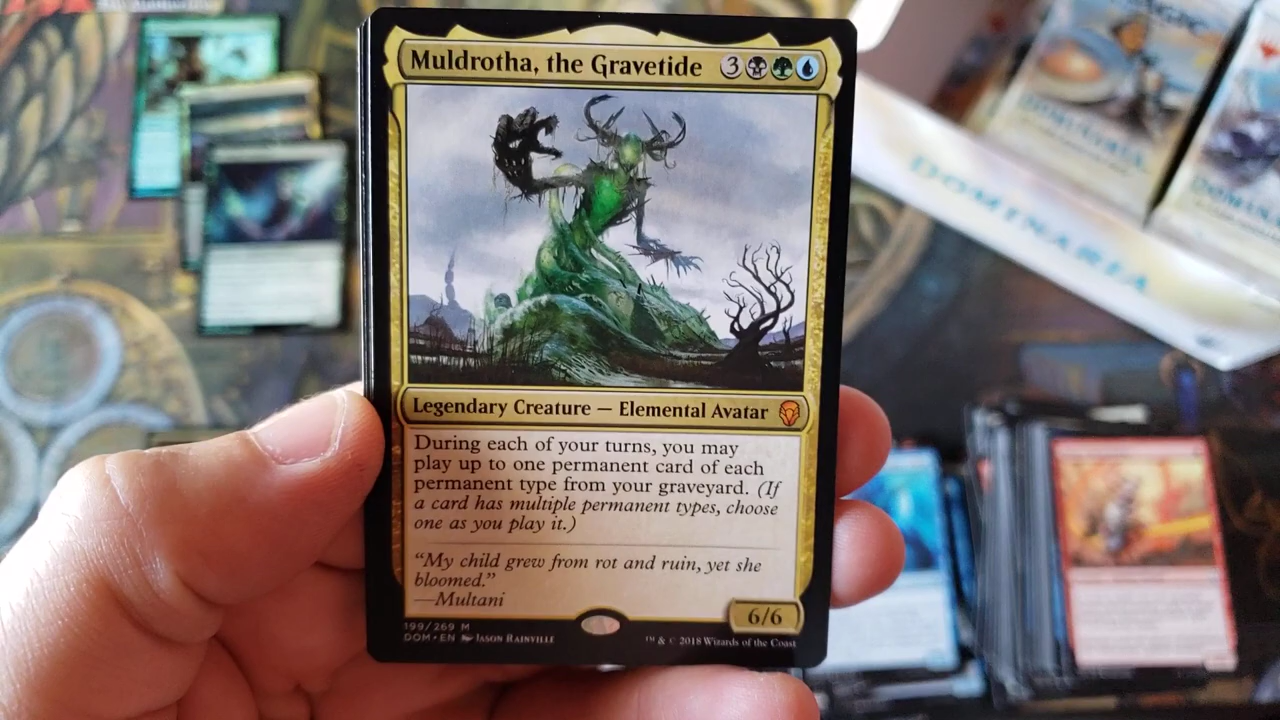 Muldrotha, the Gravetide 3
Legendary Creature — Elemental Avatar
During each of your turns, you may
play up to one permanent card of each
permanent type from your graveyard. (If
a card has multiple permanent types, choose
one as you play it.)
“My child grew from rot and ruin, yet she
bloomed.”
—Multani
6/6
199/269 M
DOM • EN Jason Rainville
™ & © 2018 Wizards of the Coast
DOMINARIA